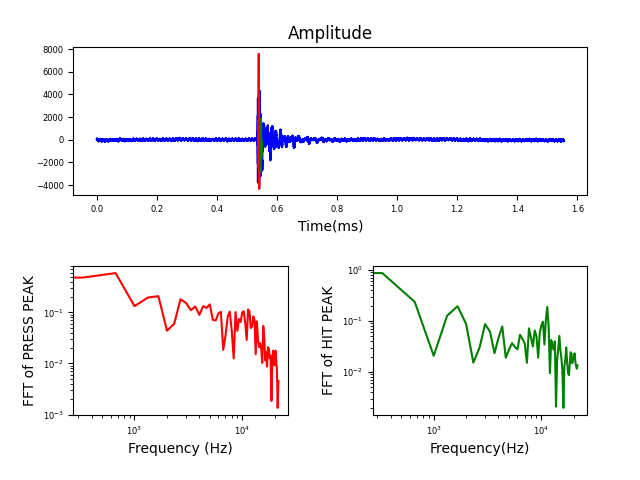 Amplitude
8000
6000
4000
2000
0
−2000
−4000
0.0 0.2 0.4 0.6 0.8 1.0 1.2 1.4 1.6
Time(ms)
FFT of PRESS PEAK
10⁻¹
10⁻²
10⁻³
10³ 10⁴
Frequency (Hz)
FFT of HIT PEAK
10⁰
10⁻¹
10⁻²
10³ 10⁴
Frequency(Hz)